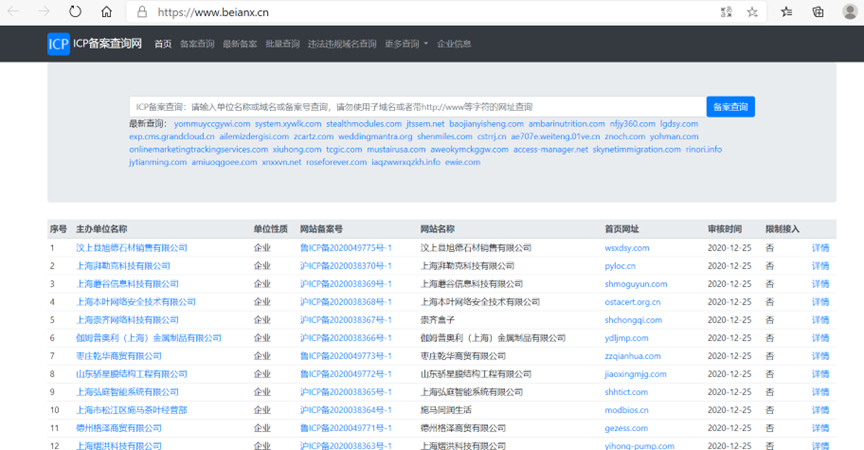 https://www.beianx.cn
ICP ICP备案查询网 首页 备案查询 最新备案 批量查询 违法违规域名查询 更多查询 企业信息
ICP备案查询：请输入单位名称或域名或备案号查询，请勿使用子域名或者带http://www等字符的网址查询 备案查询
最新查询： yommuyccgywi.com system.xywlk.com stealthmodules.com jtssem.net baojianyisheng.com ambarinutrition.com nfjy360.com lgdsy.com
exp.cms.grandcloud.cn ailemizdergisi.com zcartz.com weddingmantra.org shenmiles.com cstrrj.cn ae707e.weiteng.01ve.cn znoch.com yohman.com
onlinemarketingtrackingservices.com xiuhong.com tcgic.com mustairusa.com aweokymckggw.com access-manager.net skynetimmigration.com rinori.info
jytianming.com amiuoqgoee.com xnxxvn.net roseforever.com iaqzwwrxqzkh.info ewie.com
序号 主办单位名称 单位性质 网站备案号 网站名称 首页网址 审核时间 限制接入
1 汶上县旭德石材销售有限公司 企业 鲁ICP备2020049775号-1 汶上县旭德石材销售有限公司 wsxdsy.com 2020-12-25 否 详情
2 上海湃勒克科技有限公司 企业 沪ICP备2020038370号-1 上海湃勒克科技有限公司 pyloc.cn 2020-12-25 否 详情
3 上海蘑谷信息科技有限公司 企业 沪ICP备2020038369号-1 上海蘑谷信息科技有限公司 shmoguyun.com 2020-12-25 否 详情
4 上海本叶网络安全技术有限公司 企业 沪ICP备2020038368号-1 上海本叶网络安全技术有限公司 ostacert.org.cn 2020-12-25 否 详情
5 上海崇齐网络科技有限公司 企业 沪ICP备2020038367号-1 崇齐盒子 shchongqi.com 2020-12-25 否 详情
6 伽姆普奥利（上海）金属制品有限公司 企业 沪ICP备2020038366号-1 伽姆普奥利（上海）金属制品有限公司 ydljmp.com 2020-12-25 否 详情
7 枣庄乾华商贸有限公司 企业 鲁ICP备2020049773号-1 枣庄乾华商贸有限公司 zzqianhua.com 2020-12-25 否 详情
8 山东骄星膜结构工程有限公司 企业 鲁ICP备2020049772号-1 山东骄星膜结构工程有限公司 jiaoxingmjg.com 2020-12-25 否 详情
9 上海弘庭智能系统有限公司 企业 沪ICP备2020038365号-1 上海弘庭智能系统有限公司 shhtict.com 2020-12-25 否 详情
10 上海市松江区施马茶叶经营部 企业 沪ICP备2020038364号-1 施马同润生活 modbios.cn 2020-12-25 否 详情
11 德州格泽商贸有限公司 企业 鲁ICP备2020049771号-1 德州格泽商贸有限公司 gezess.com 2020-12-25 否 详情
12 上海熠洪科技有限公司 企业 沪ICP备2020038363号-1 上海熠洪科技有限公司 yihong-pump.com 2020-12-25 否 详情